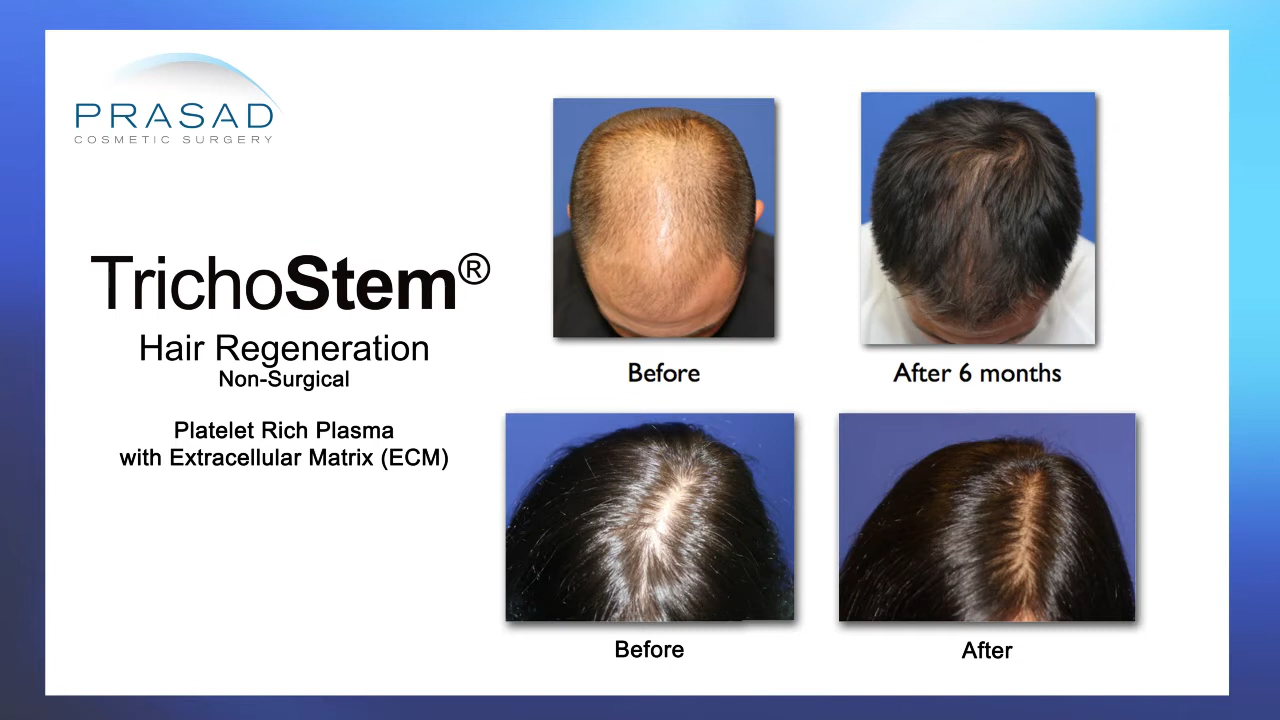 PRASAD
COSMETIC SURGERY
TrichoStem®
Hair Regeneration
Non-Surgical
Platelet Rich Plasma
with Extracellular Matrix (ECM)
Before
After 6 months
Before
After